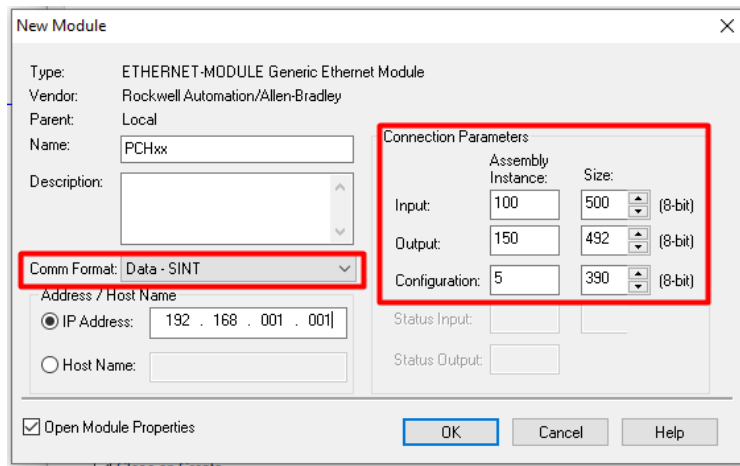 New Module
Type: ETHERNET-MODULE Generic Ethernet Module
Vendor: Rockwell Automation/Allen-Bradley
Parent: Local
Name: PCHxx
Description:
Comm Format: Data - SINT
Address / Host Name
IP Address: 192 . 168 . 001 . 001
Host Name:
Connection Parameters
Assembly
Instance: Size:
Input: 100 500 (8-bit)
Output: 150 492 (8-bit)
Configuration: 5 390 (8-bit)
Status Input:
Status Output:
Open Module Properties
OK Cancel Help